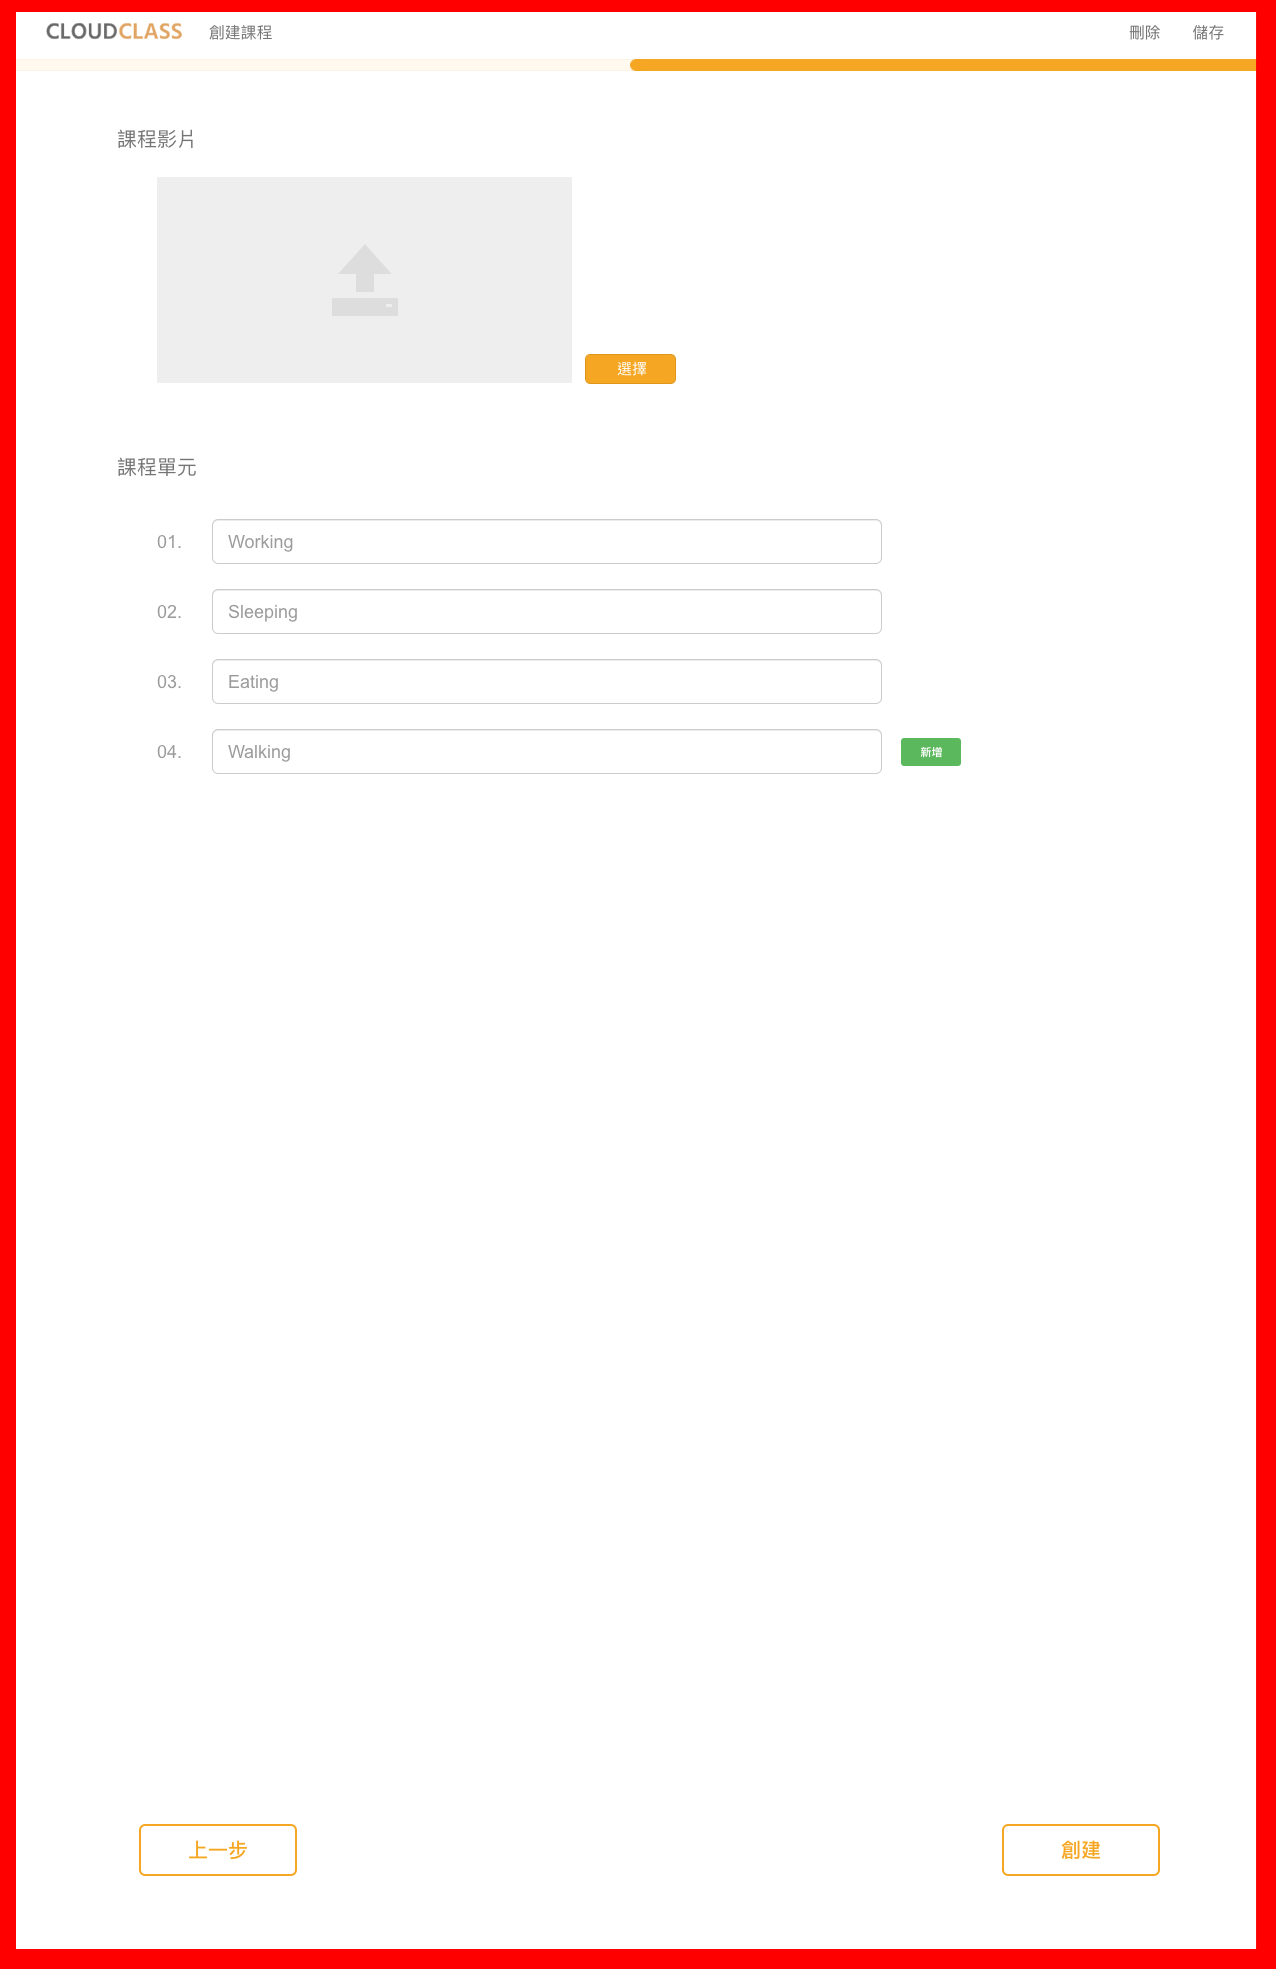 CLOUDCLASS 創建課程 刪除 儲存
課程影片
選擇
課程單元
01. Working
02. Sleeping
03. Eating
04. Walking 新增
上一步 創建